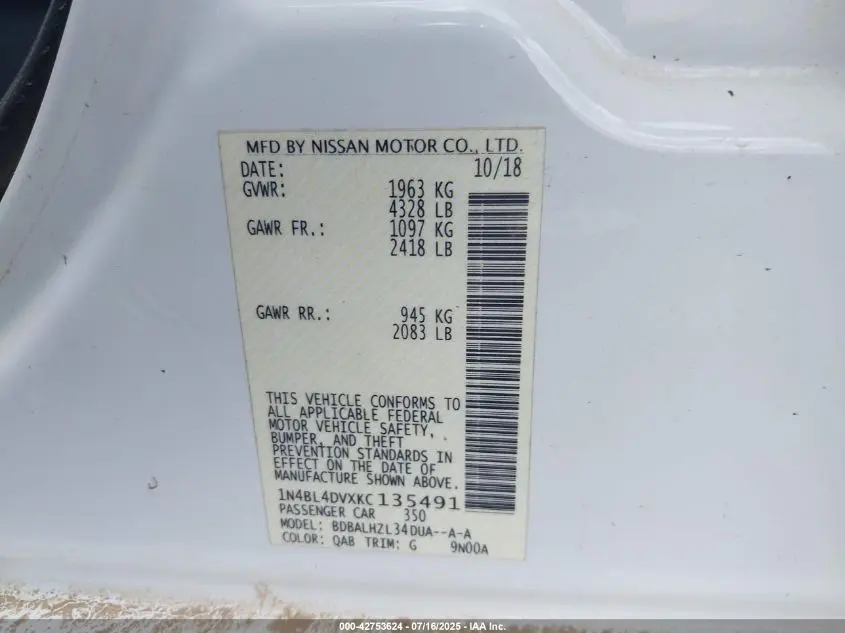 MFD BY NISSAN MOTOR CO., LTD.
DATE: 10/18
GVWR: 1963 KG
4328 LB
GAWR FR.: 1097 KG
2418 LB
GAWR RR.: 945 KG
2083 LB
THIS VEHICLE CONFORMS TO
ALL APPLICABLE FEDERAL
MOTOR VEHICLE SAFETY,
BUMPER, AND THEFT
PREVENTION STANDARDS IN
EFFECT ON THE DATE OF
MANUFACTURE SHOWN ABOVE.
1N4BL4DVXKC135491
PASSENGER CAR 350
MODEL: BDBALHZL34DUA--A-A
COLOR: QAB TRIM: G 9N00A
000-42753624 - 07/16/2025 - IAA Inc.